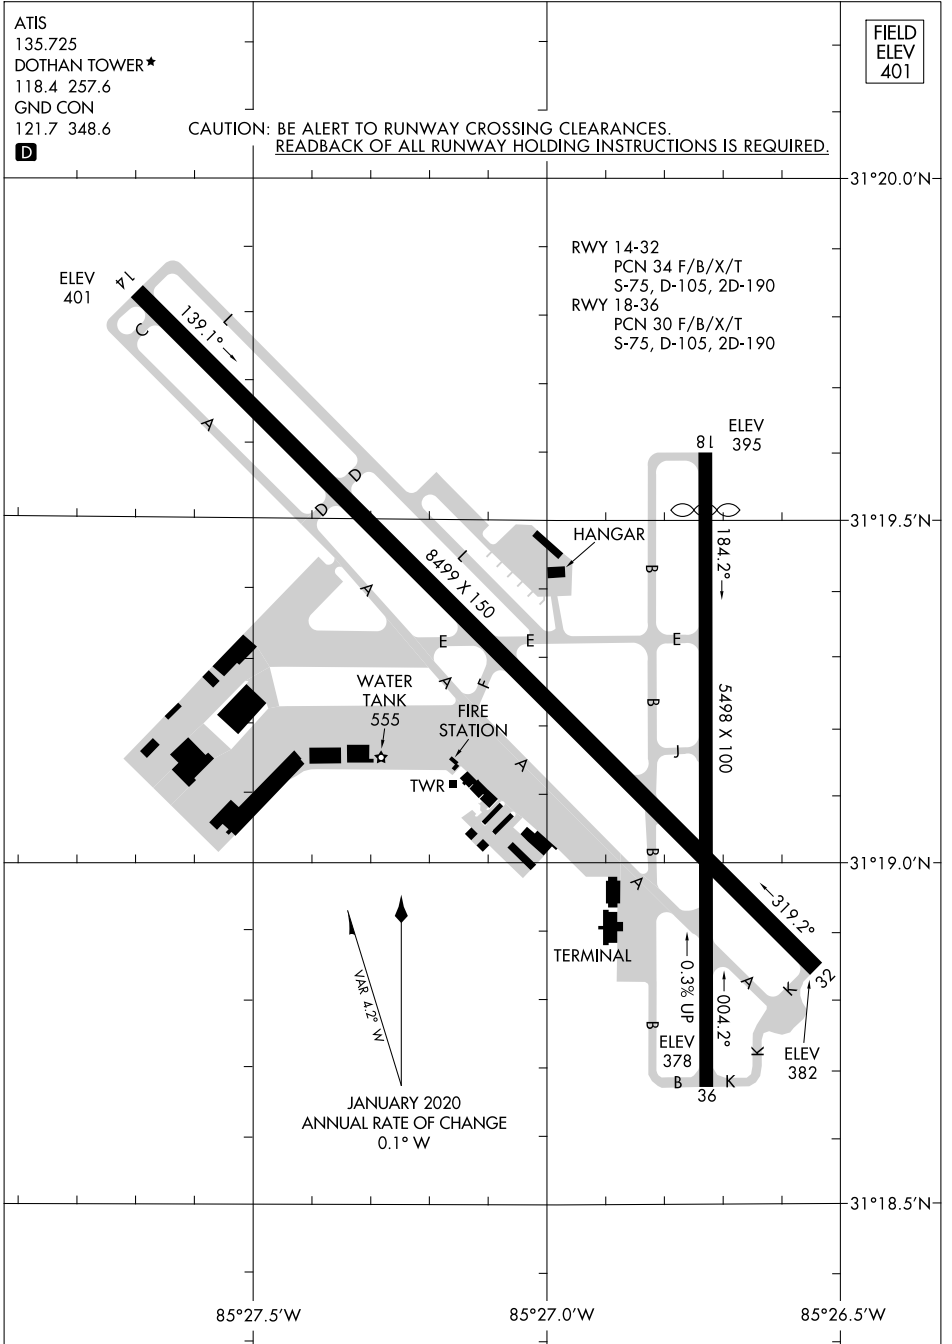 ATIS
135.725
DOTHAN TOWER★
118.4 257.6
GND CON
121.7 348.6
D
FIELD
ELEV
401
CAUTION: BE ALERT TO RUNWAY CROSSING CLEARANCES.
READBACK OF ALL RUNWAY HOLDING INSTRUCTIONS IS REQUIRED.
31°20.0'N
RWY 14-32
PCN 34 F/B/X/T
S-75, D-105, 2D-190
RWY 18-36
PCN 30 F/B/X/T
S-75, D-105, 2D-190
ELEV
401
14
C
139.1°
L
A
ELEV
395
18
D
D
31°19.5'N
HANGAR
184.2°
L
8499 X 150
A
B
E
E
E
A
F
WATER
TANK
555
FIRE
STATION
B
5498 X 100
J
A
TWR
B
31°19.0'N
A
319.2°
TERMINAL
0.3% UP
004.2°
A
K
32
VAR 4.2° W
B
ELEV
378
K
ELEV
382
B
K
36
JANUARY 2020
ANNUAL RATE OF CHANGE
0.1° W
31°18.5'N
85°27.5'W
85°27.0'W
85°26.5'W